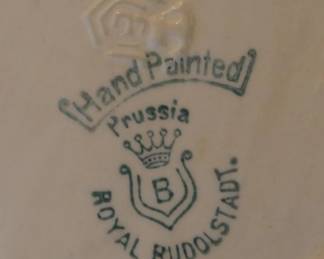 Hand Painted
Prussia
B
ROYAL RUDOLSTADT.